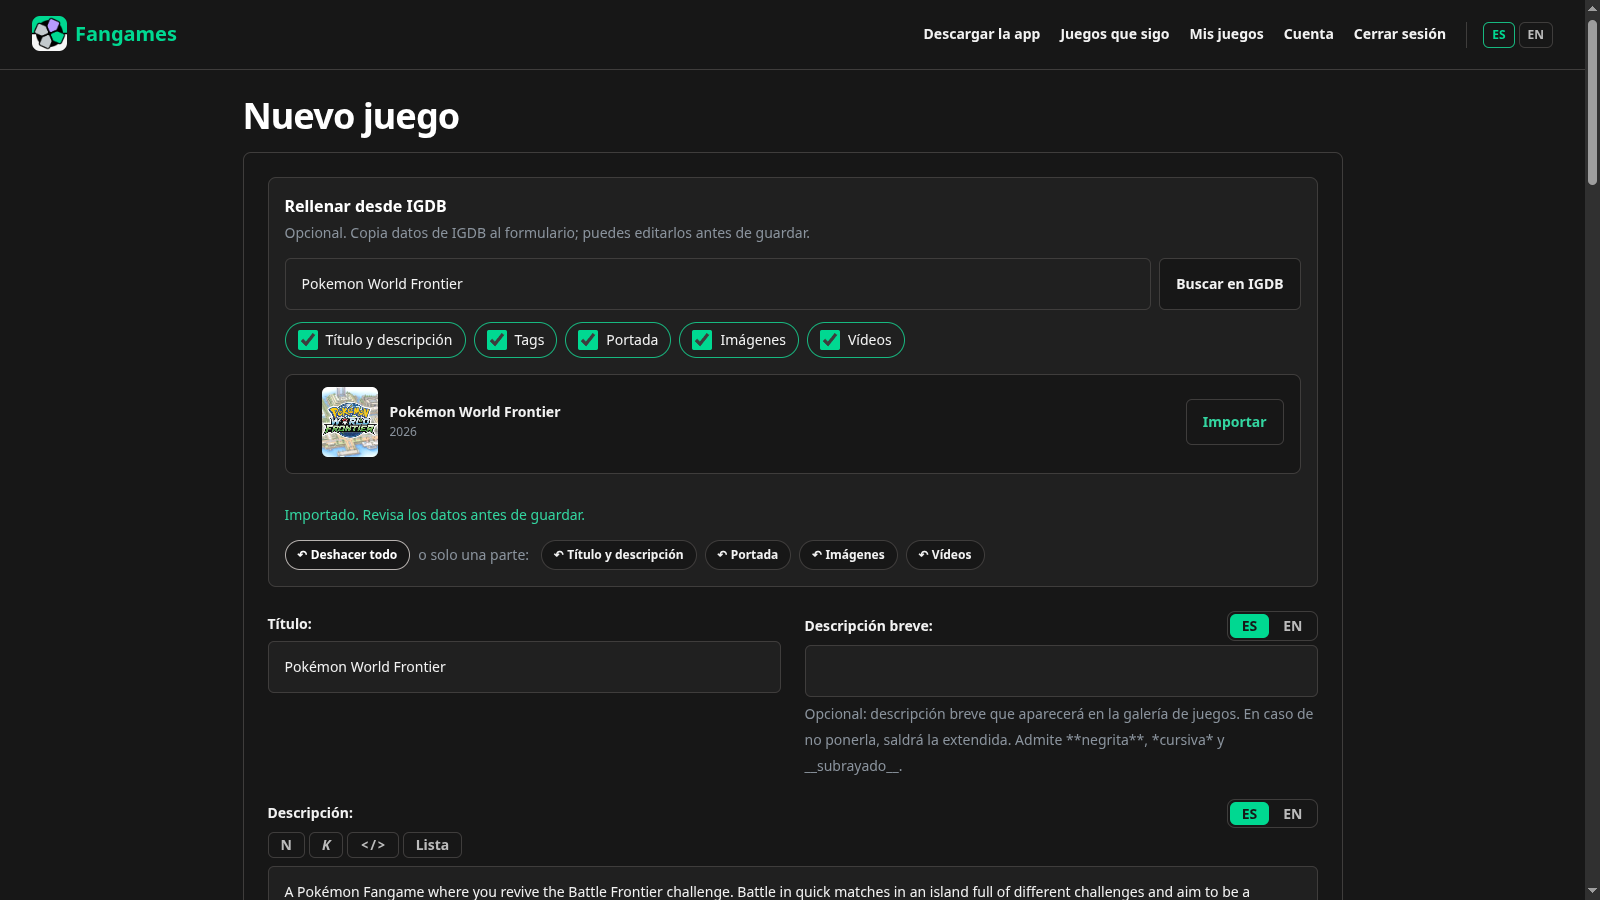 Fangames
Descargar la app
Juegos que sigo
Mis juegos
Cuenta
Cerrar sesión
ES
EN
Nuevo juego
Rellenar desde IGDB
Opcional. Copia datos de IGDB al formulario; puedes editarlos antes de guardar.
Pokemon World Frontier
Buscar en IGDB
Título y descripción
Tags
Portada
Imágenes
Vídeos
POKÉMON
WORLD
FRONTIER
Pokémon World Frontier
2026
Importar
Importado. Revisa los datos antes de guardar.
↶ Deshacer todo
o solo una parte:
↶ Título y descripción
↶ Portada
↶ Imágenes
↶ Vídeos
Título:
Pokémon World Frontier
Descripción breve:
ES
EN
Opcional: descripción breve que aparecerá en la galería de juegos. En caso de
no ponerla, saldrá la extendida. Admite **negrita**, *cursiva* y
__subrayado__.
Descripción:
ES
EN
N
K
</>
Lista
A Pokémon Fangame where you revive the Battle Frontier challenge. Battle in quick matches in an island full of different challenges and aim to be a